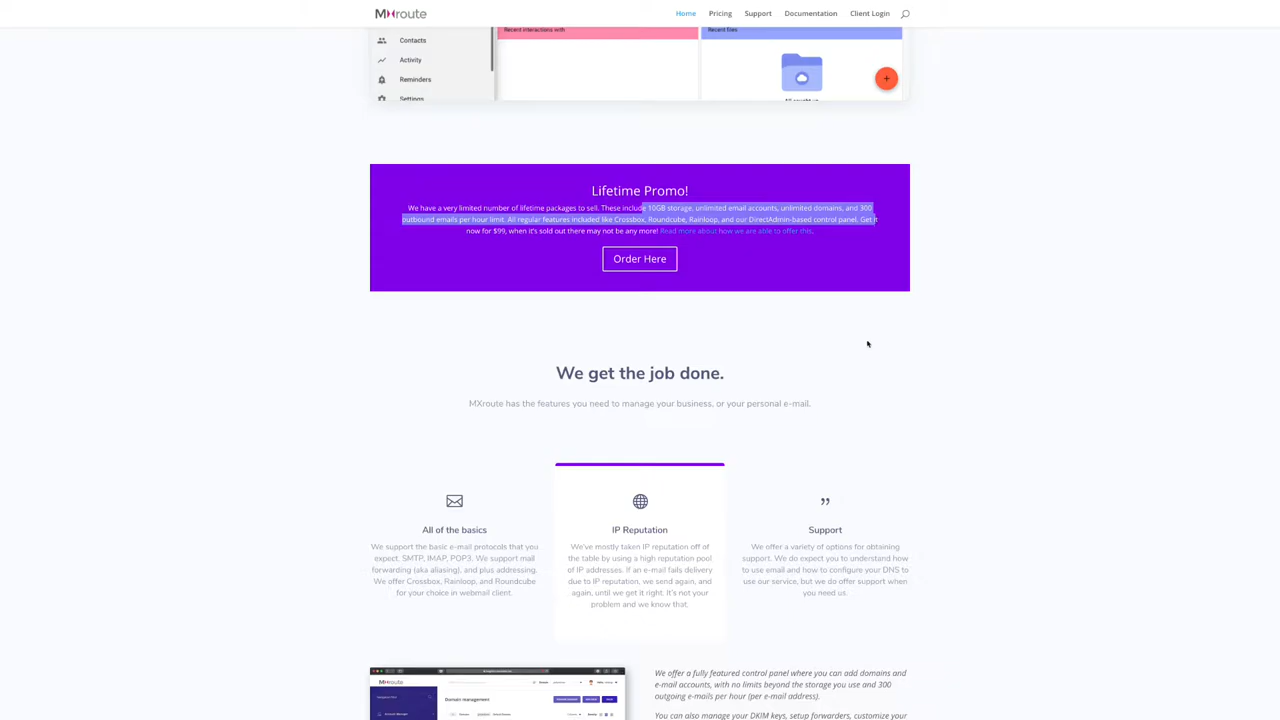 MXroute
Home Pricing Support Documentation Client Login
Contacts
Activity
Reminders
Settings
Recent interactions with
Recent files
Lifetime Promo!
We have a very limited number of lifetime packages to sell. These include 10GB storage, unlimited email accounts, unlimited domains, and 300
outbound emails per hour limit. All regular features included like Crossbox, Roundcube, Rainloop, and our DirectAdmin-based control panel. Get it
now for $99, when it's sold out there may not be any more! Read more about how we are able to offer this.
Order Here
We get the job done.
MXroute has the features you need to manage your business, or your personal e-mail.
All of the basics
We support the basic e-mail protocols that you
expect, SMTP, IMAP, POP3. We support mail
forwarding (aka aliasing), and plus addressing.
We offer Crossbox, Rainloop, and Roundcube
for your choice in webmail client.
IP Reputation
We've mostly taken IP reputation off of
the table by using a high reputation pool
of IP addresses. If an e-mail fails delivery
due to IP reputation, we send again, and
again, until we get it right. It's not your
problem and we know that.
Support
We offer a variety of options for obtaining
support. We do expect you to understand how
to use email and how to configure your DNS to
use our service, but we do offer support when
you need us.
MXroute
Domain management
We offer a fully featured control panel where you can add domains and
e-mail accounts, with no limits beyond the storage you use and 300
outgoing e-mails per hour (per e-mail address).
You can also manage your DKIM keys, setup forwarders, customize your